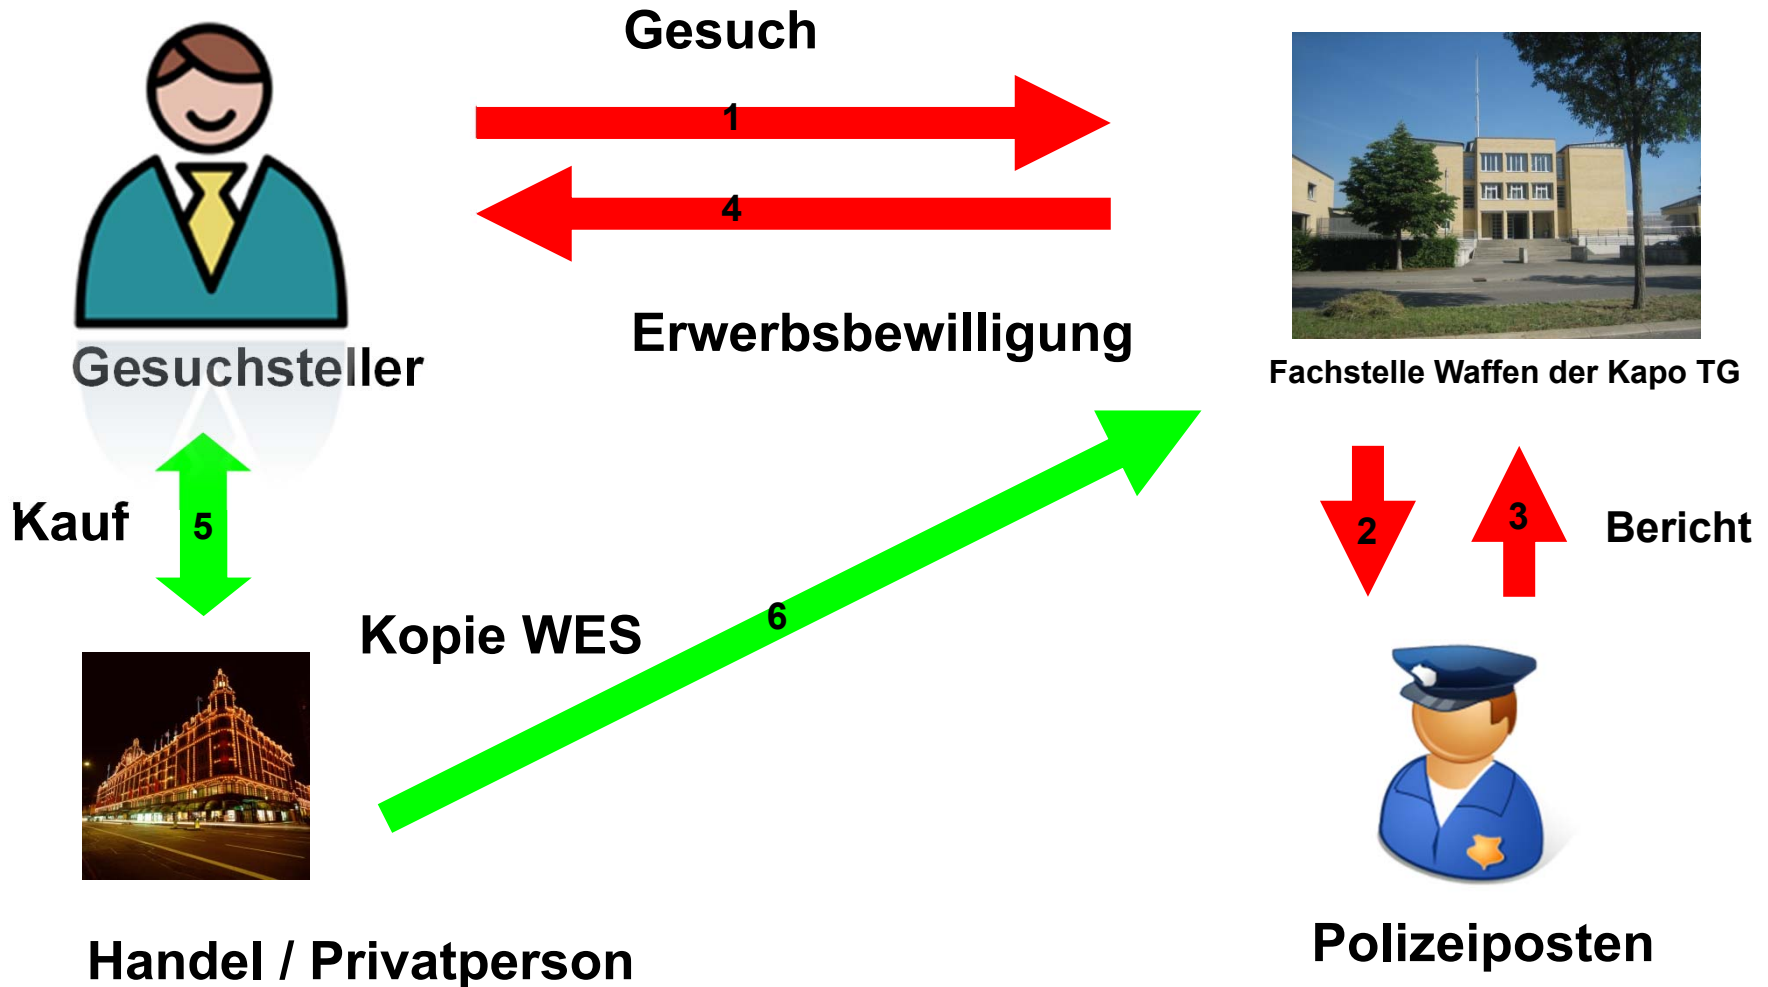 Gesuch
1
4
Erwerbsbewilligung
Gesuchsteller
Fachstelle Waffen der Kapo TG
Kauf
5
2
3
Bericht
Kopie WES
6
Handel / Privatperson
Polizeiposten